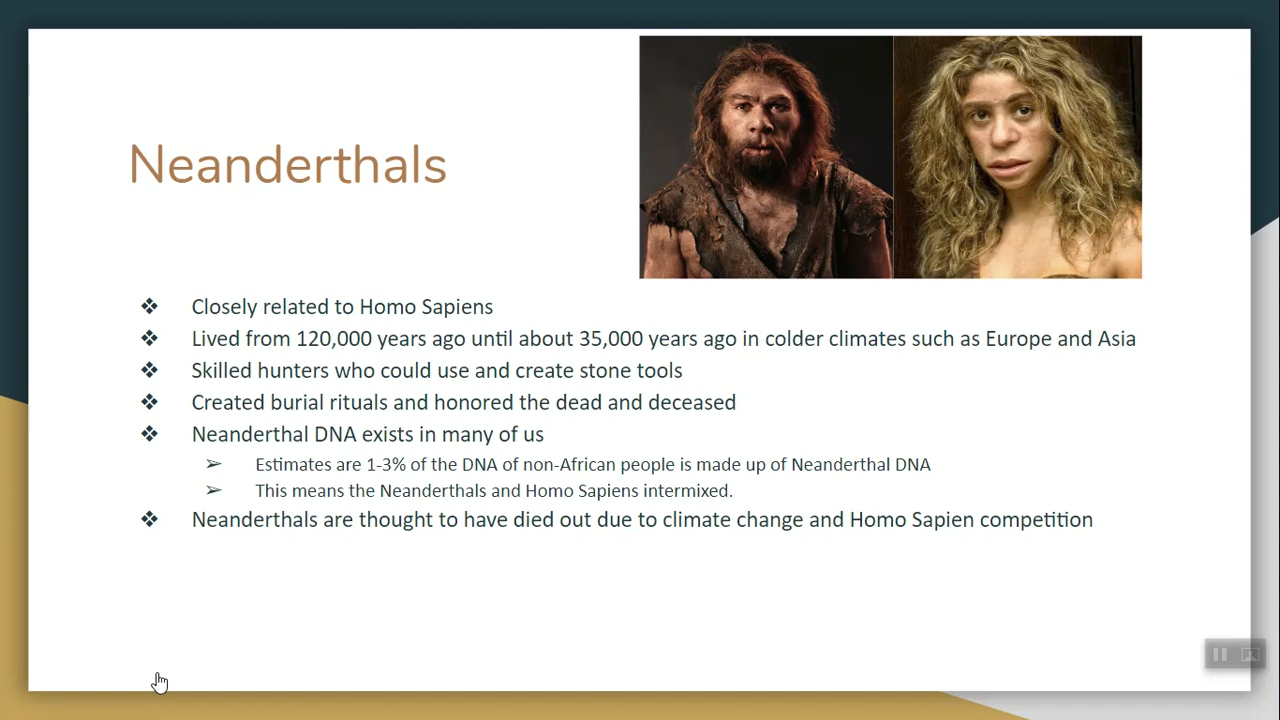 Neanderthals
Closely related to Homo Sapiens
Lived from 120,000 years ago until about 35,000 years ago in colder climates such as Europe and Asia
Skilled hunters who could use and create stone tools
Created burial rituals and honored the dead and deceased
Neanderthal DNA exists in many of us
Estimates are 1-3% of the DNA of non-African people is made up of Neanderthal DNA
This means the Neanderthals and Homo Sapiens intermixed.
Neanderthals are thought to have died out due to climate change and Homo Sapien competition